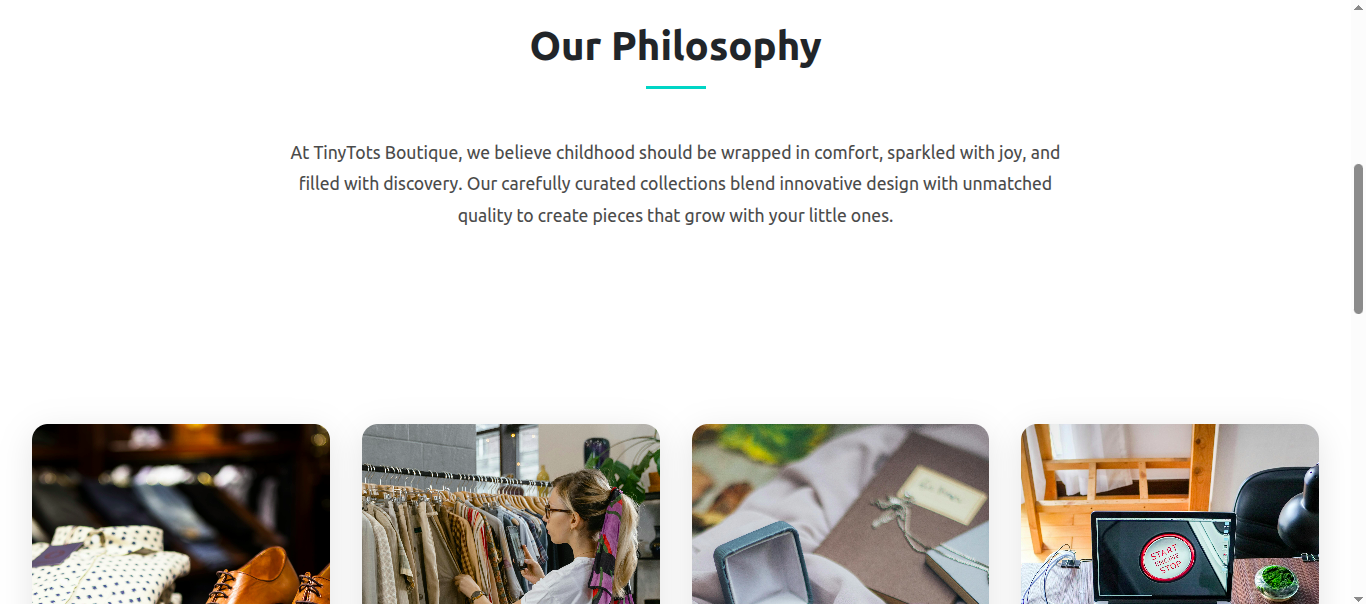 Our Philosophy
At TinyTots Boutique, we believe childhood should be wrapped in comfort, sparkled with joy, and
filled with discovery. Our carefully curated collections blend innovative design with unmatched
quality to create pieces that grow with your little ones.
START
ENGINE
STOP